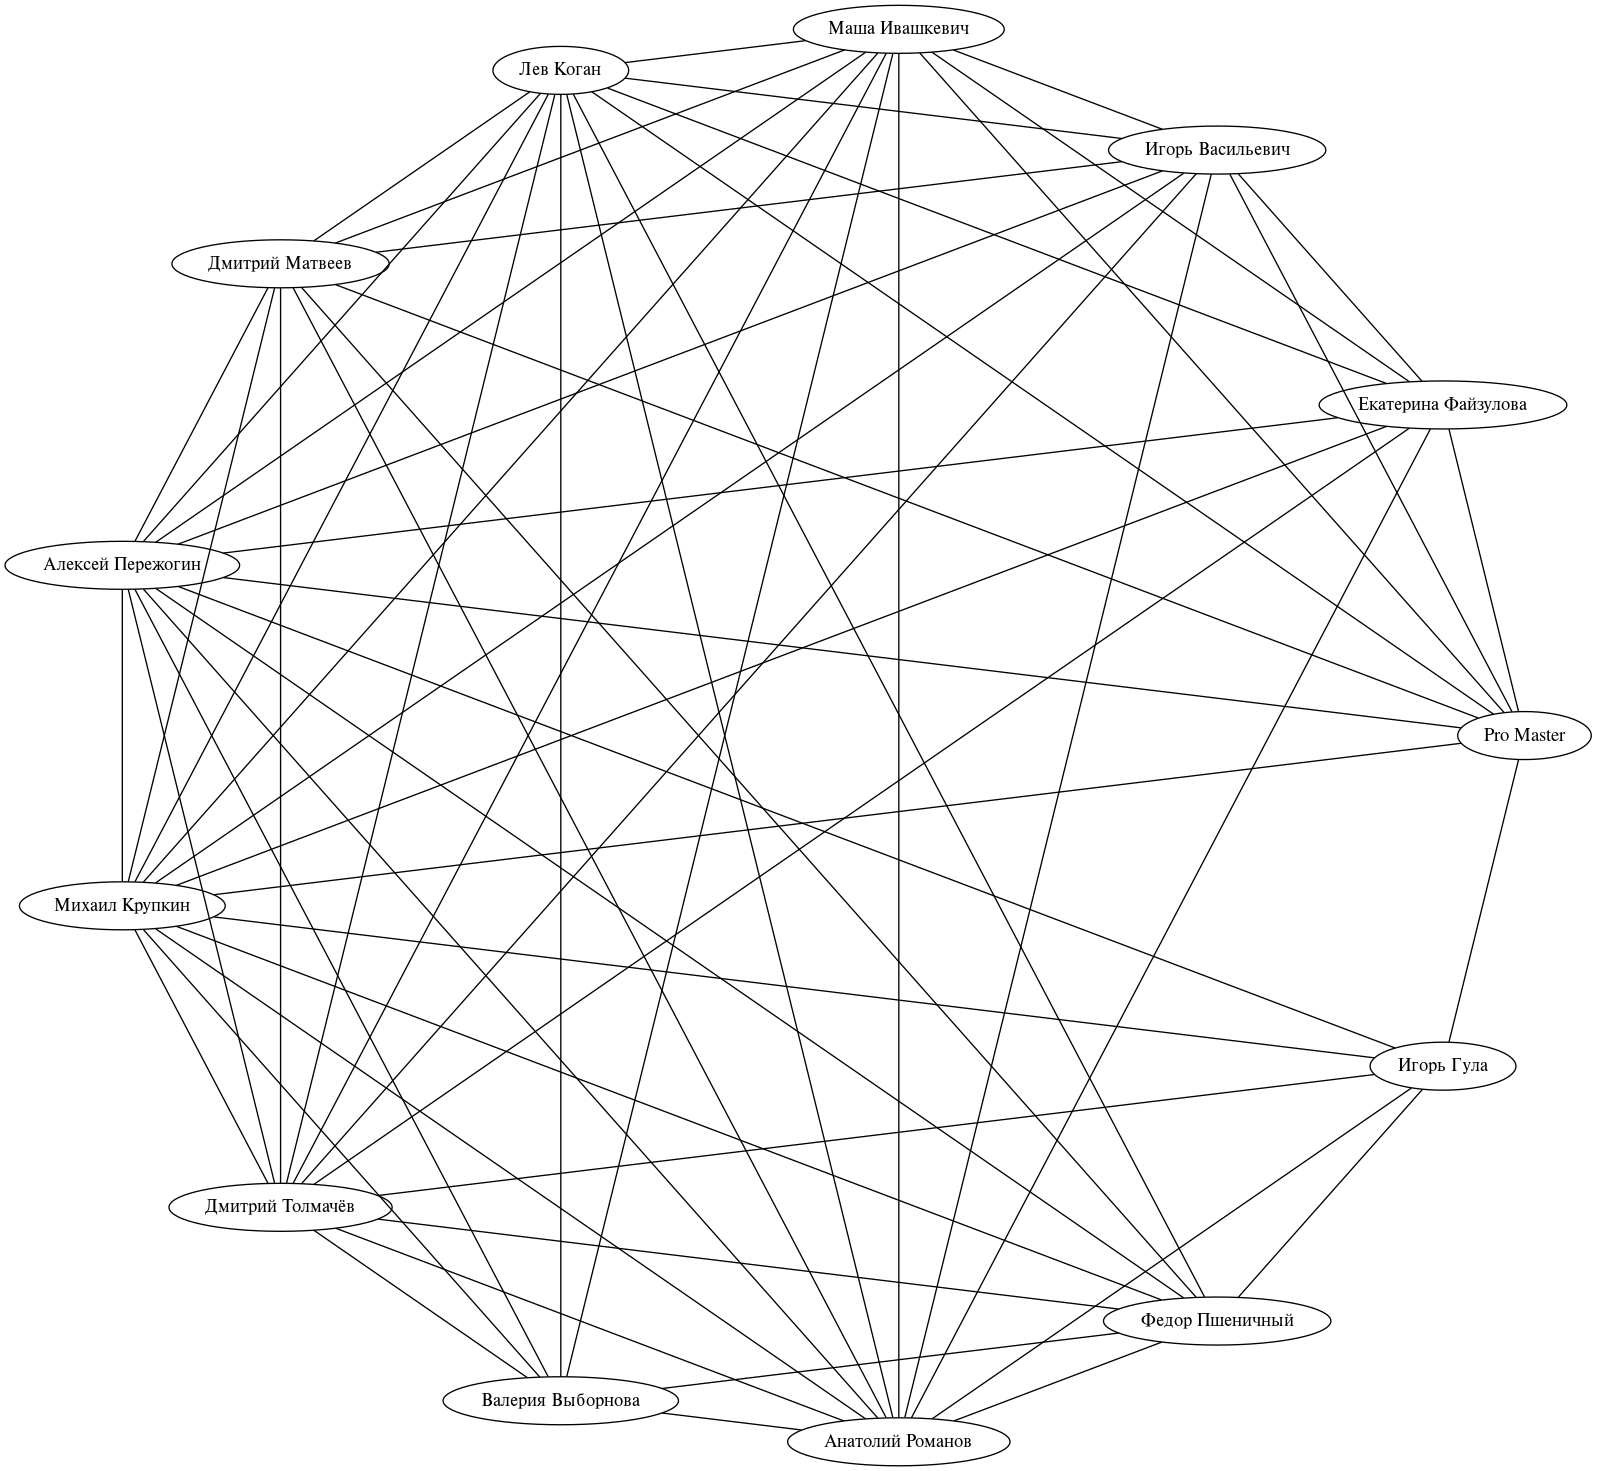 Маша Ивашкевич
Лев Коган
Игорь Васильевич
Дмитрий Матвеев
Екатерина Файзулова
Алексей Пережогин
Pro Master
Михаил Крупкин
Игорь Гула
Дмитрий Толмачёв
Федор Пшеничный
Валерия Выборнова
Анатолий Романов